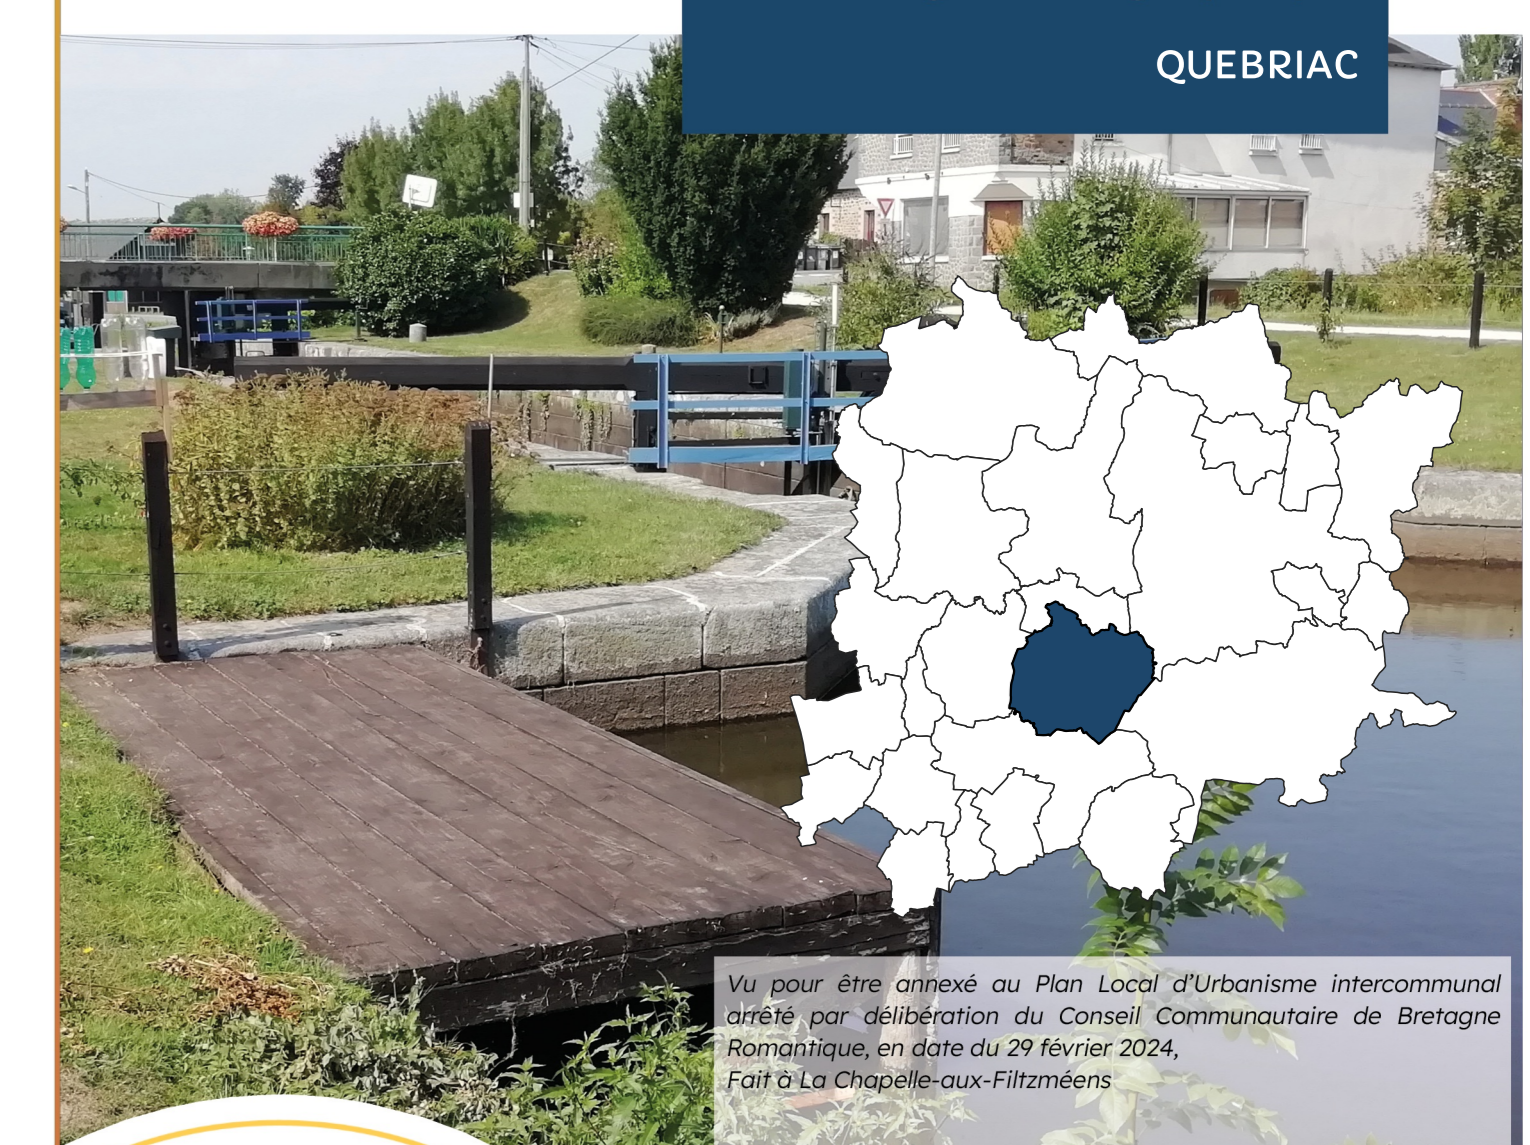 QUEBRIAC
Vu pour être annexé au Plan Local d'Urbanisme intercommunal
arrêté par délibération du Conseil Communautaire de Bretagne
Romantique, en date du 29 février 2024,
Fait à La Chapelle-aux-Filtzméens